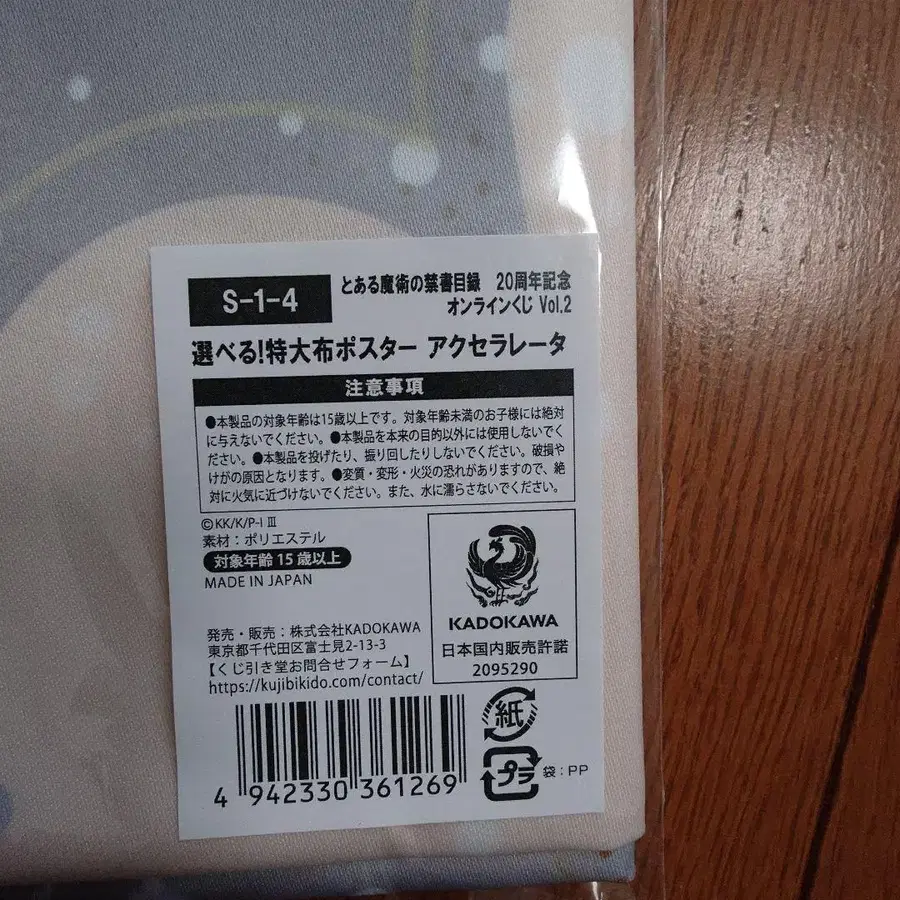 S-1-4
とある魔術の禁書目録 20周年記念
オンラインくじ Vol.2
選べる!特大布ポスター アクセラレータ
注意事項
●本製品の対象年齢は15歳以上です。対象年齢未満のお子様には絶対
に与えないでください。●本製品を本来の目的以外には使用しないでく
ださい。●本製品を投げたり、振り回したりしないでください。破損や
けがの原因となります。●変質・変形・火災の恐れがありますので、絶
対に火気に近づけないでください。また、水に濡らさないでください。
©KK/K/P-I Ⅲ
素材：ポリエステル
対象年齢 15 歳以上
MADE IN JAPAN
発売・販売：株式会社KADOKAWA
東京都千代田区富士見2-13-3
【くじ引き堂お問合せフォーム】
https://kujibikido.com/contact/
KADOKAWA
日本国内販売許諾
2095290
4 942330 361269
紙
プラ
袋：PP